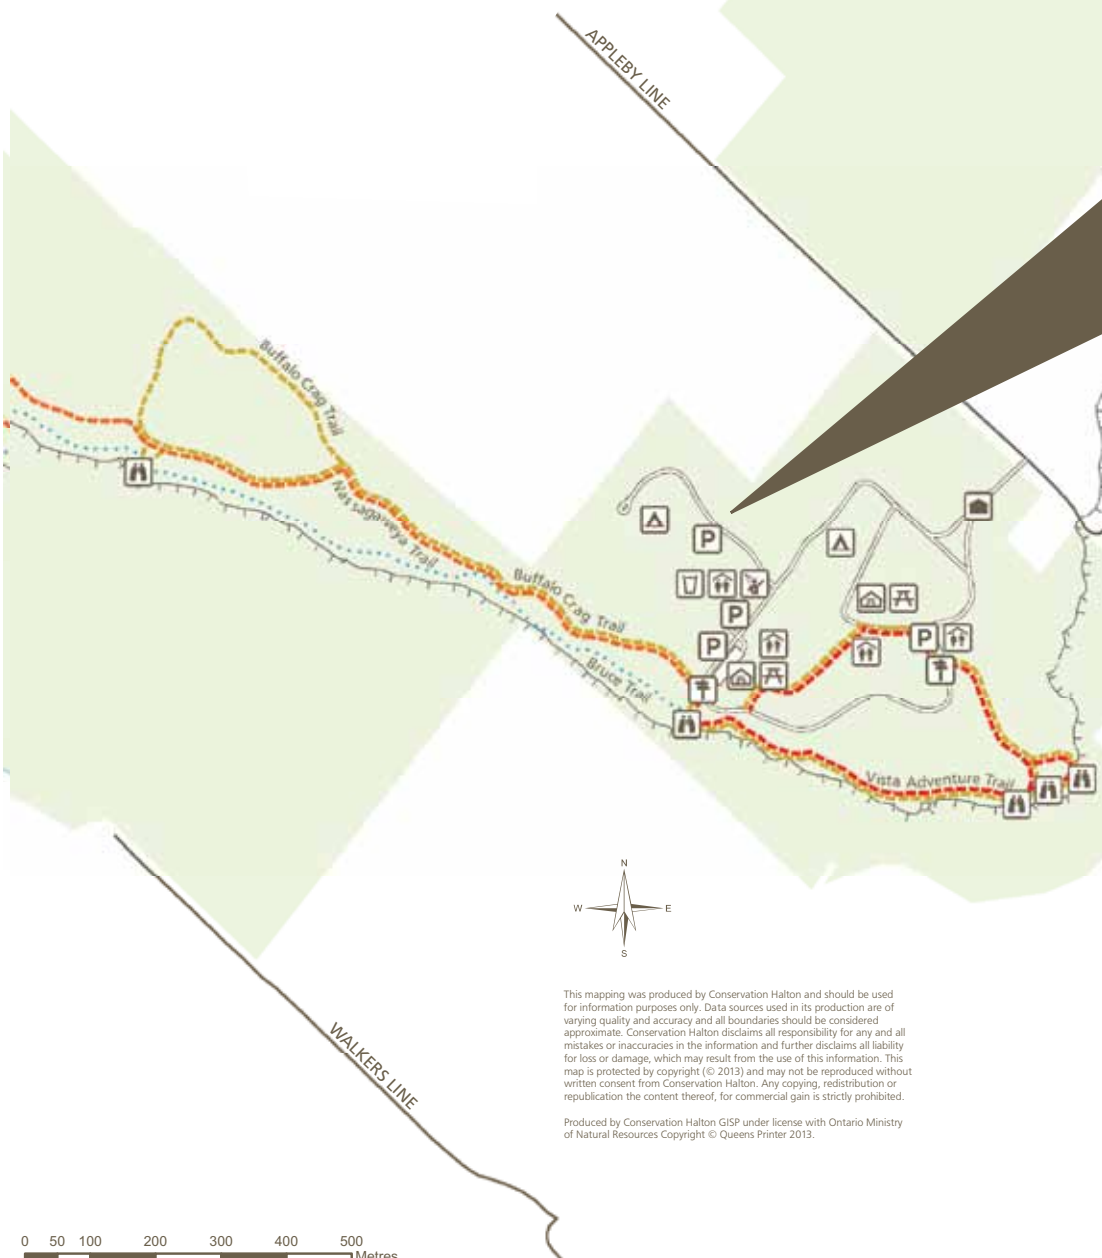 APPLEBY LINE
Buffalo Crag Trail
Nassagaweya Trail
Buffalo Crag Trail
Bruce Trail
P
P
P
P
Vista Adventure Trail
N
W E
S
This mapping was produced by Conservation Halton and should be used
for information purposes only. Data sources used in its production are of
varying quality and accuracy and all boundaries should be considered
approximate. Conservation Halton disclaims all responsibility for any and all
mistakes or inaccuracies in the information and further disclaims all liability
for loss or damage, which may result from the use of this information. This
map is protected by copyright (© 2013) and may not be reproduced without
written consent from Conservation Halton. Any copying, redistribution or
republication the content thereof, for commercial gain is strictly prohibited.
Produced by Conservation Halton GISP under license with Ontario Ministry
of Natural Resources Copyright © Queens Printer 2013.
WALKERS LINE
0 50 100 200 300 400 500
Metres